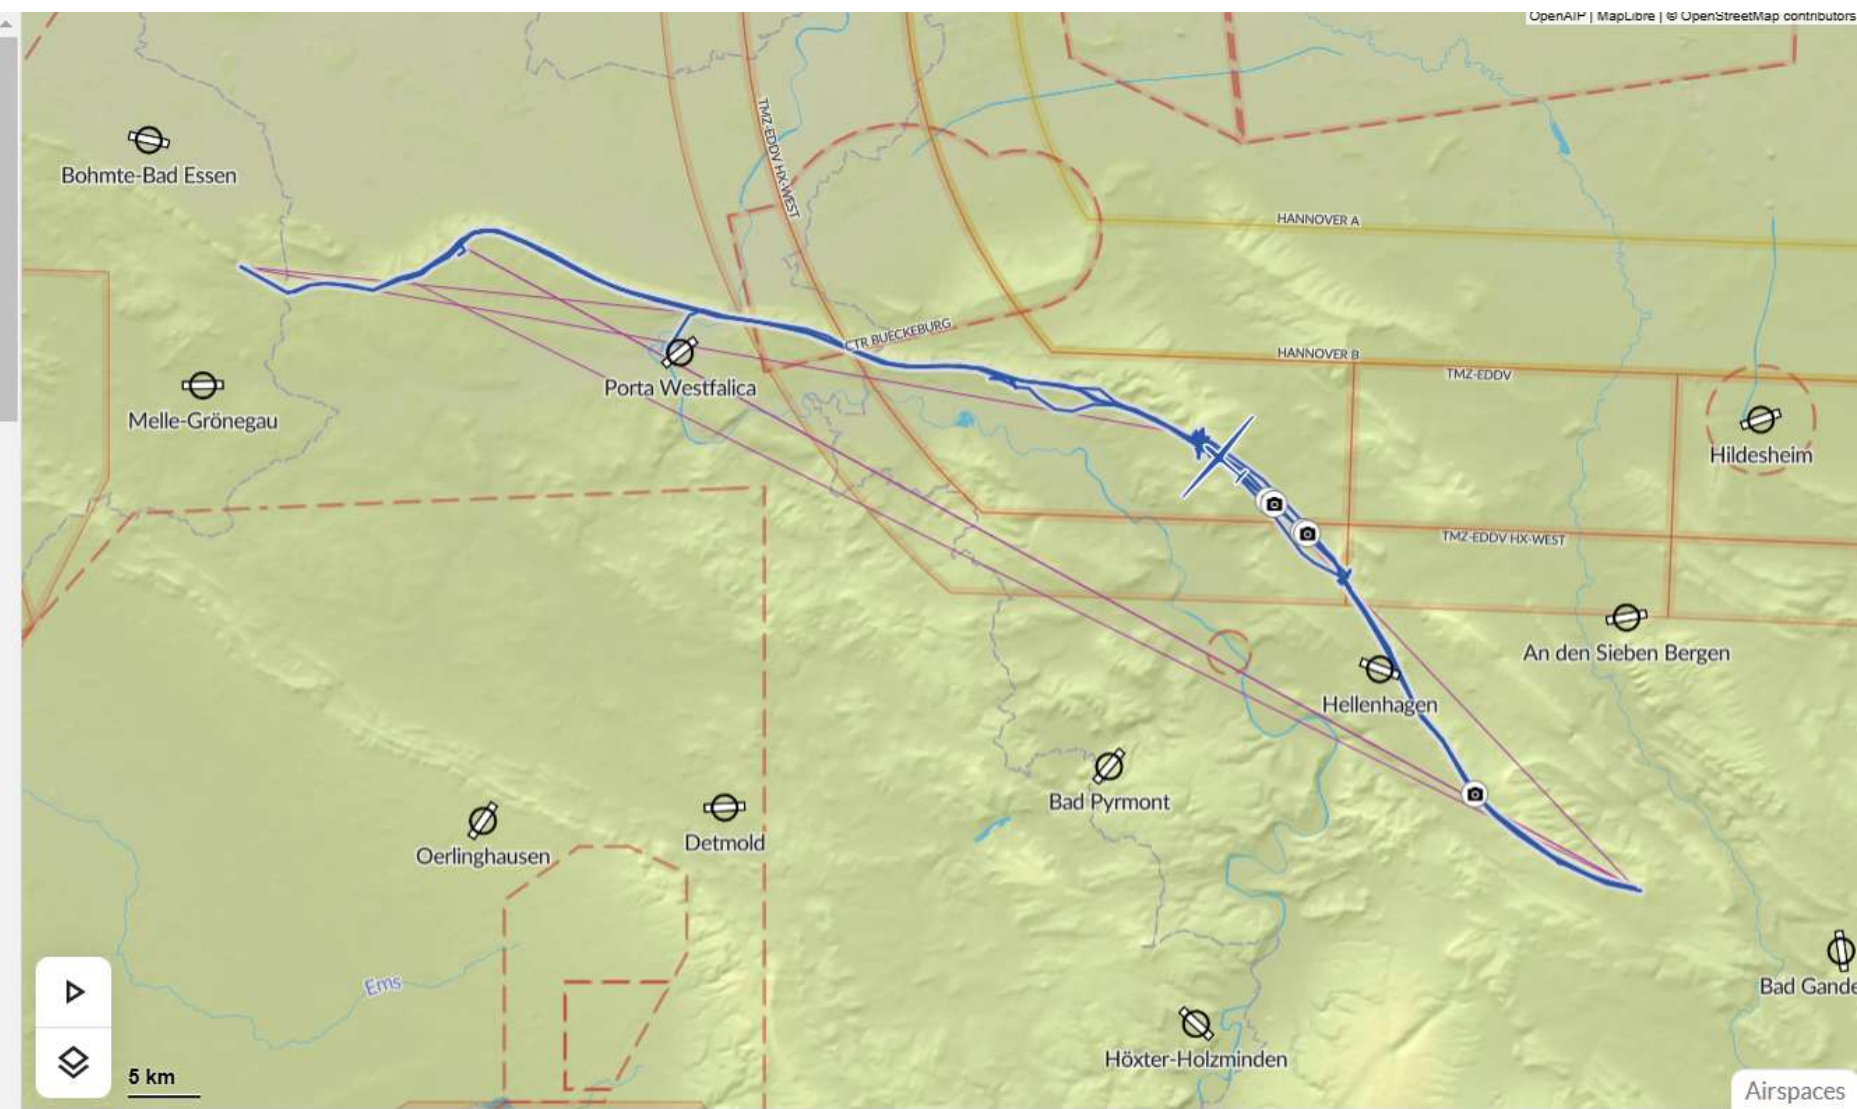 OpenAIP | MapLibre | © OpenStreetMap contributors
TMZ-EDDV HX-WEST
Bohmte-Bad Essen
HANNOVER A
CTR BUECKEBURG
HANNOVER B
TMZ-EDDV
Porta Westfalica
Melle-Grönegau
Hildesheim
TMZ-EDDV HX-WEST
An den Sieben Bergen
Hellenhagen
Bad Pyrmont
Detmold
Oerlinghausen
Ems
Bad Gande
Höxter-Holzminden
5 km
Airspaces